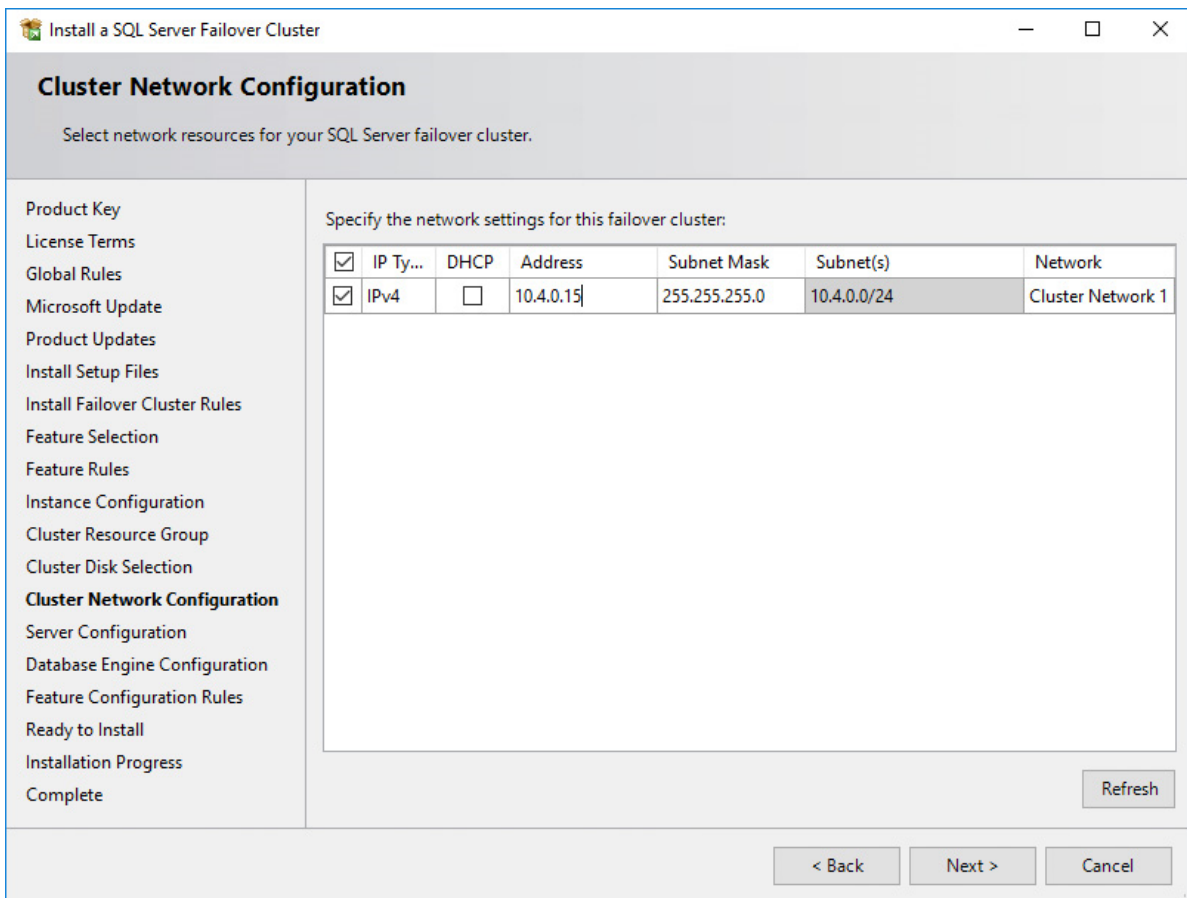 Install a SQL Server Failover Cluster
Cluster Network Configuration
Select network resources for your SQL Server failover cluster.
Product Key
License Terms
Global Rules
Microsoft Update
Product Updates
Install Setup Files
Install Failover Cluster Rules
Feature Selection
Feature Rules
Instance Configuration
Cluster Resource Group
Cluster Disk Selection
Cluster Network Configuration
Server Configuration
Database Engine Configuration
Feature Configuration Rules
Ready to Install
Installation Progress
Complete
Specify the network settings for this failover cluster:
IP Ty... DHCP Address Subnet Mask Subnet(s) Network
IPv4 10.4.0.15 255.255.255.0 10.4.0.0/24 Cluster Network 1
Refresh
< Back Next > Cancel